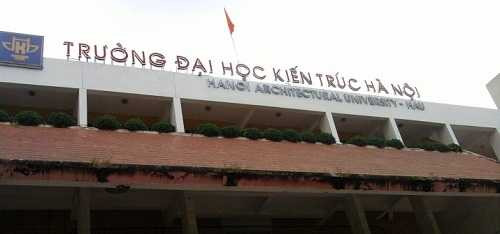 TRƯỜNG ĐẠI HỌC KIẾN TRÚC HÀ NỘI
HANOI ARCHITECTURAL UNIVERSITY - HAU